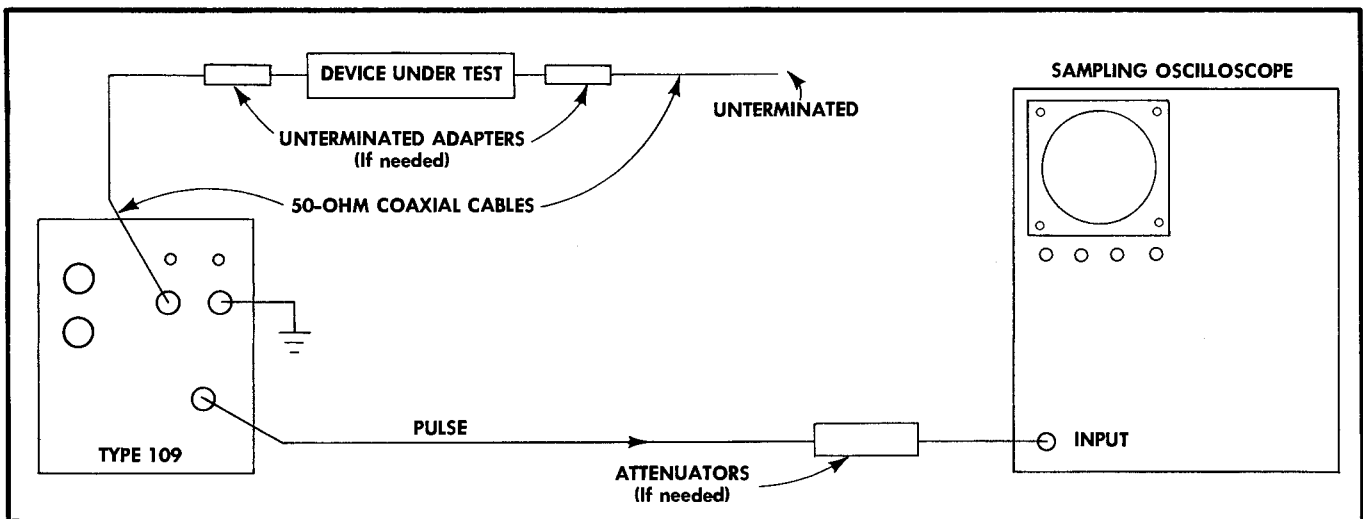 DEVICE UNDER TEST
SAMPLING OSCILLOSCOPE
UNTERMINATED
UNTERMINATED ADAPTERS
(If needed)
50-OHM COAXIAL CABLES
PULSE
INPUT
TYPE 109
ATTENUATORS
(If needed)